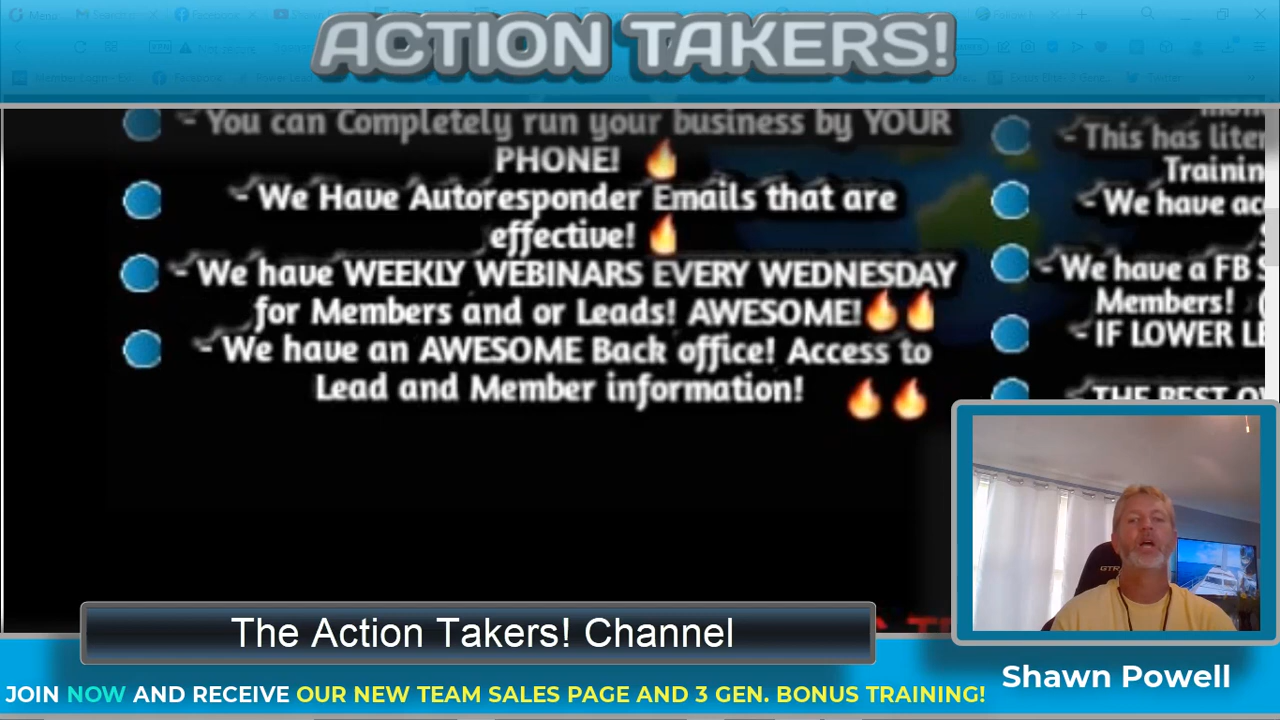 ACTION TAKERS!
- You can Completely run your business by YOUR
PHONE!
- We Have Autoresponder Emails that are
effective!
- We have WEEKLY WEBINARS EVERY WEDNESDAY
for Members and or Leads! AWESOME!
- We have an AWESOME Back office! Access to
Lead and Member information!
- This has liter
Training
- We have ac
- We have a FB S
Members! (
- IF LOWER LE
- THE BEST OV
GTR
The Action Takers! Channel
Shawn Powell
JOIN NOW AND RECEIVE OUR NEW TEAM SALES PAGE AND 3 GEN. BONUS TRAINING!